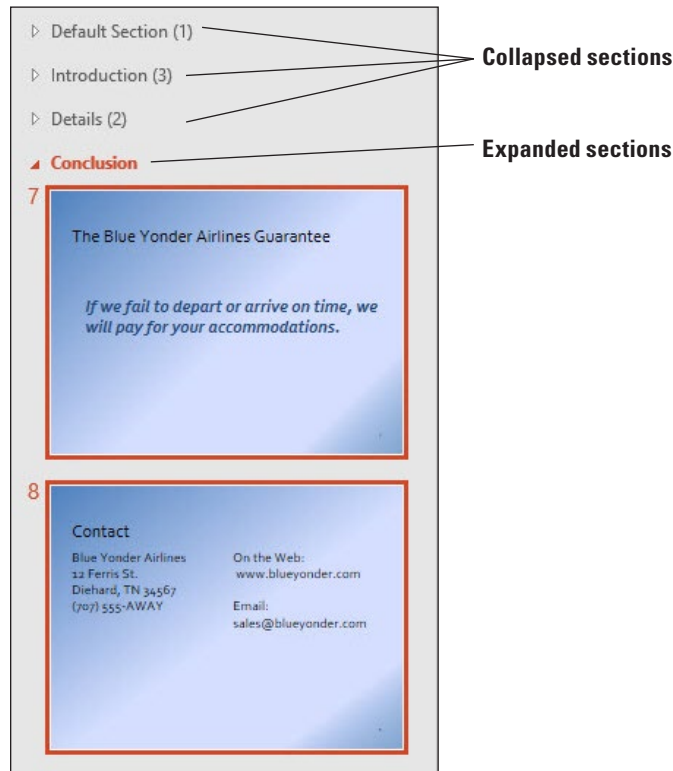 Default Section (1)
Introduction (3)
Details (2)
Conclusion
Collapsed sections
Expanded sections
7
The Blue Yonder Airlines Guarantee
If we fail to depart or arrive on time, we
will pay for your accommodations.
8
Contact
Blue Yonder Airlines
12 Ferris St.
Diehard, TN 34567
(707) 555-AWAY
On the Web:
www.blueyonder.com
Email:
sales@blueyonder.com